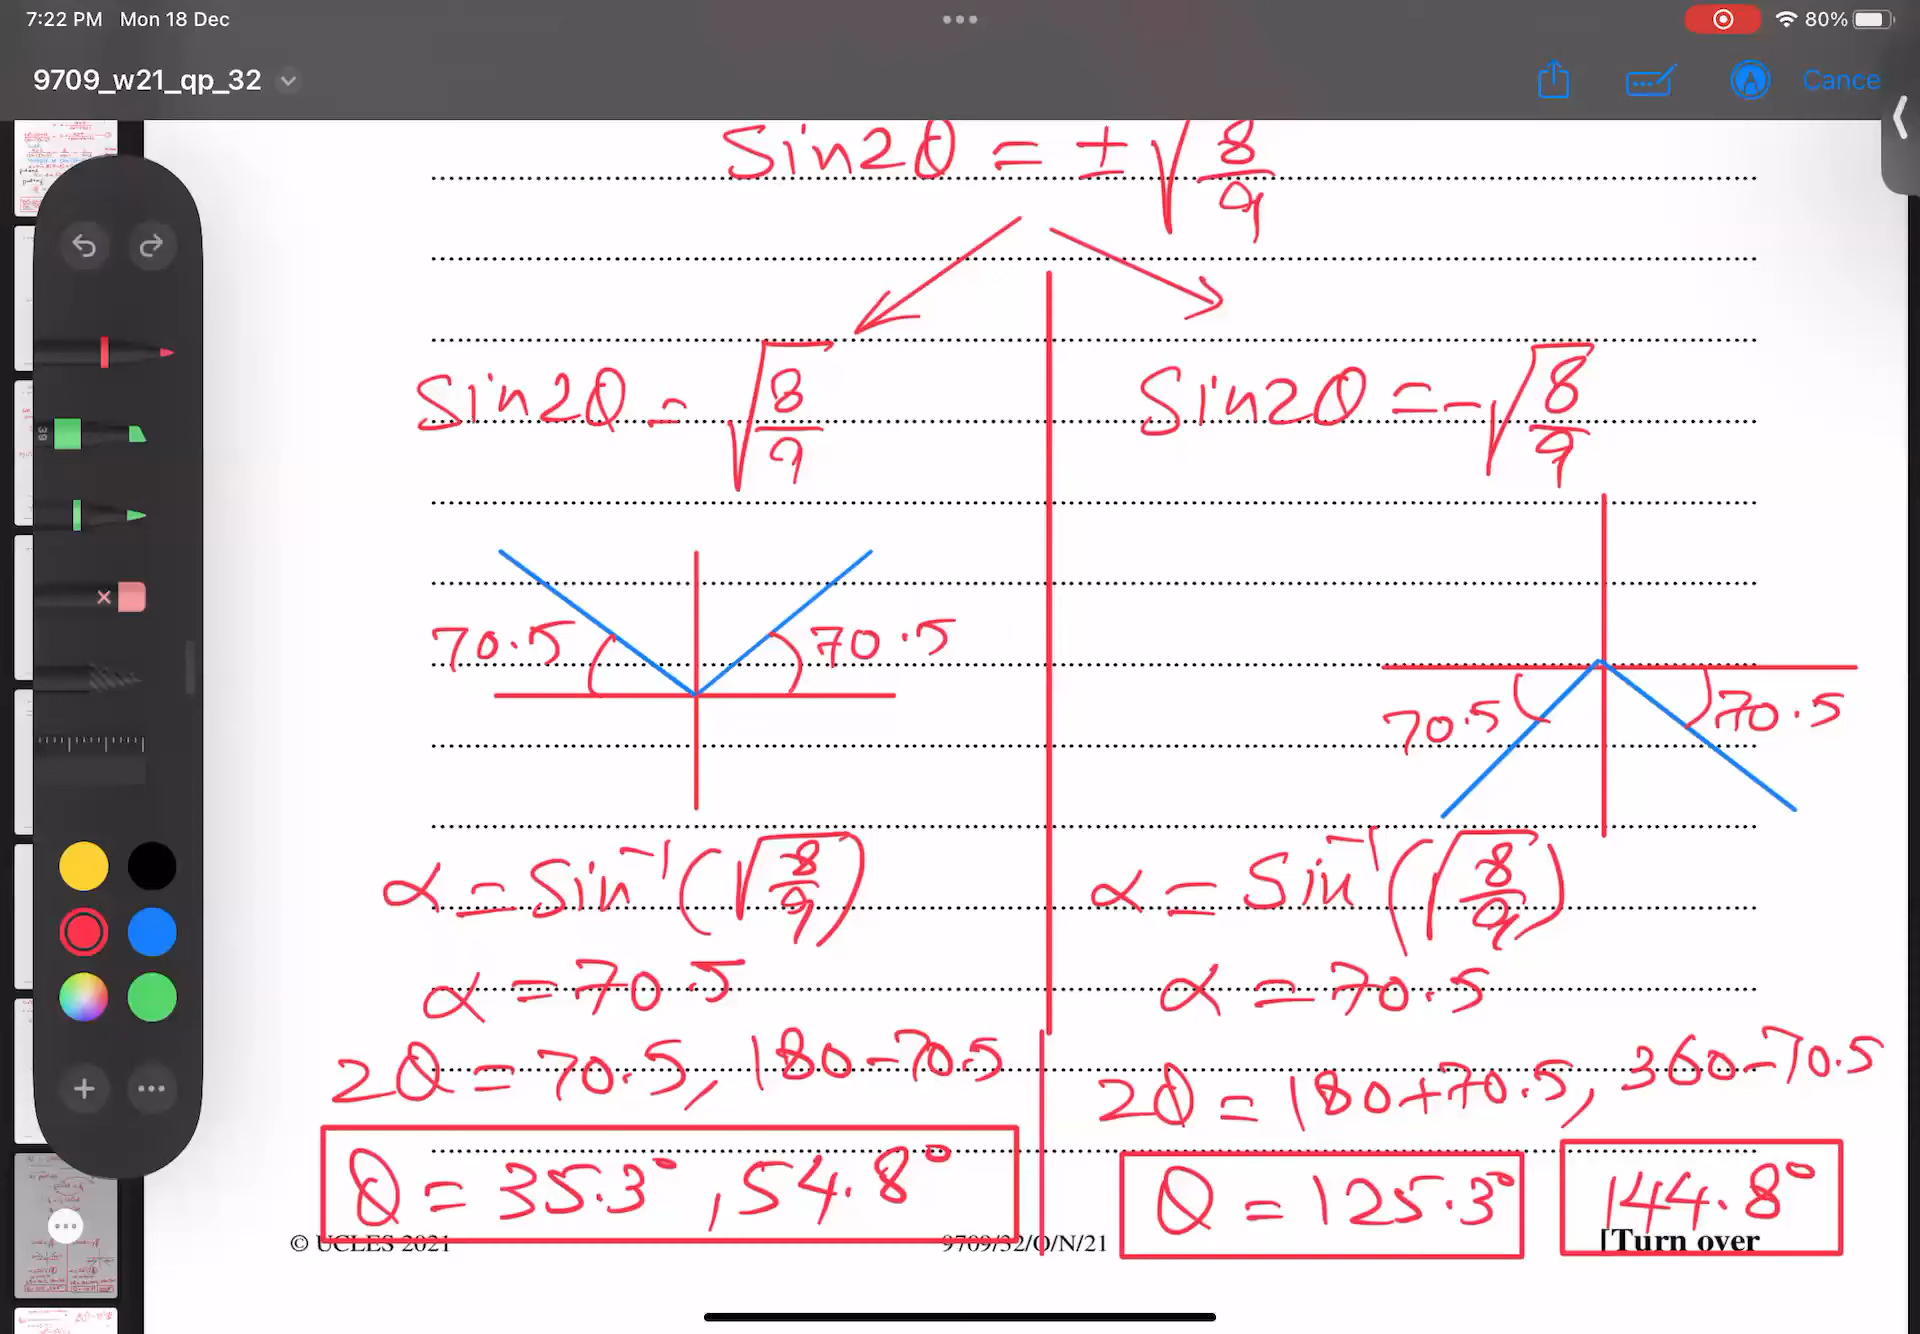 7:22 PM Mon 18 Dec
80%
9709_w21_qp_32
Cance
Sin2θ = ±√(8/9)
Sin2θ = √(8/9)
70.5 70.5
α = Sin⁻¹(√(8/9))
α = 70.5
2θ = 70.5, 180-70.5
θ = 35.3°, 54.8°
Sin2θ = -√(8/9)
70.5 70.5
α = Sin⁻¹(√(8/9))
α = 70.5
2θ = 180+70.5, 360-70.5
θ = 125.3° 144.8°
39
© UCLES 2021 9709/32/O/N/21 [Turn over